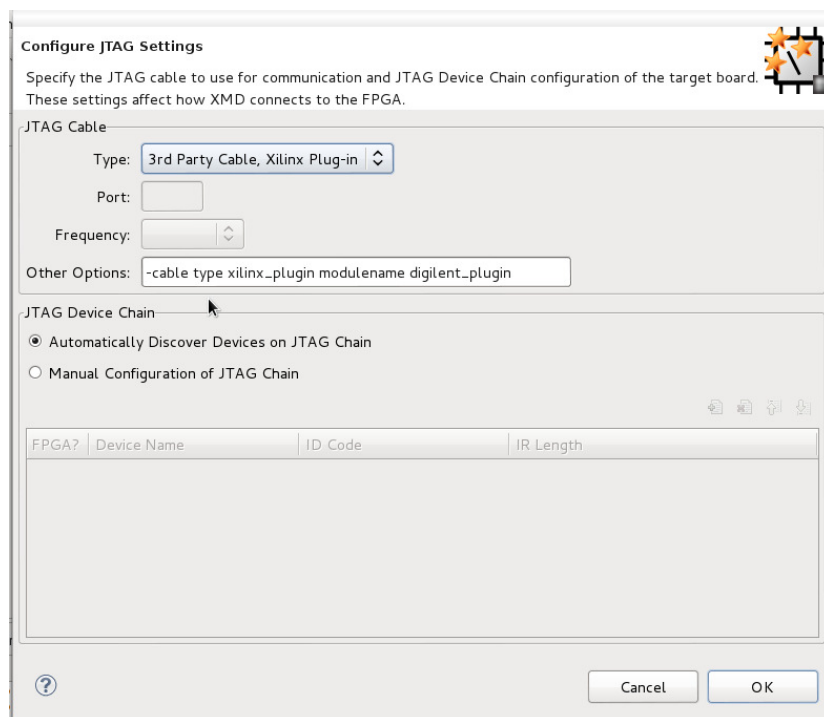 Configure JTAG Settings
Specify the JTAG cable to use for communication and JTAG Device Chain configuration of the target board.
These settings affect how XMD connects to the FPGA.
JTAG Cable
Type: 3rd Party Cable, Xilinx Plug-in
Port:
Frequency:
Other Options: -cable type xilinx_plugin modulename digilent_plugin
JTAG Device Chain
Automatically Discover Devices on JTAG Chain
Manual Configuration of JTAG Chain
FPGA? Device Name ID Code IR Length
? Cancel OK